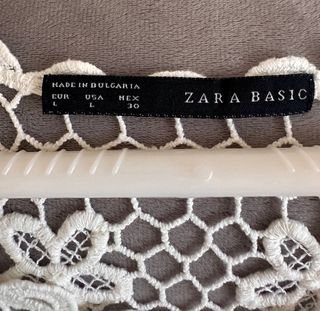 MADE IN BULGARIA
EUR USA MEX
L L 30
ZARA BASIC